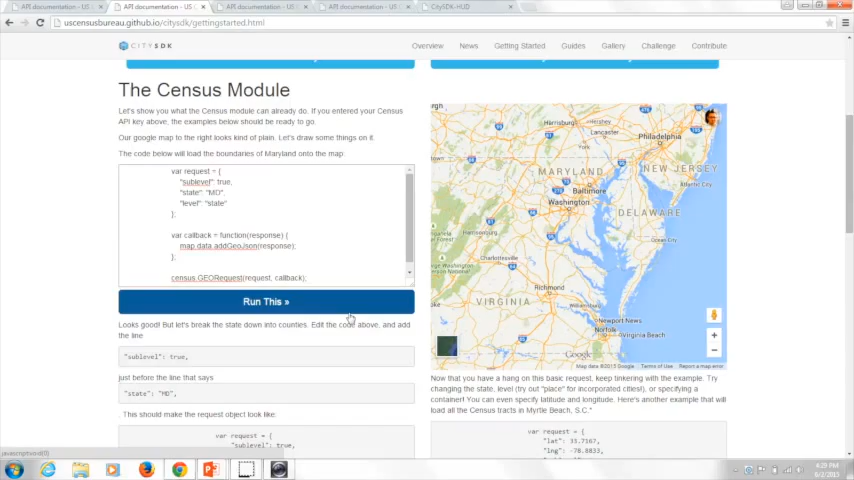 API documentation - US
API documentation - US
API documentation - US
API documentation - US
CitySDK-HUD
uscensusbureau.github.io/citysdk/gettingstarted.html
CITYSDK
Overview
News
Getting Started
Guides
Gallery
Challenge
Contribute
The Census Module
Let's show you what the Census module can already do. If you entered your Census
API key above, the examples below should be ready to go.
Our google map to the right looks kind of plain. Let's draw some things on it.
The code below will load the boundaries of Maryland onto the map:
var request = {
"sublevel": true,
"state": "MD",
"level": "state"
};
var callback = function(response) {
map.data.addGeoJson(response);
};
census.GEORequest(request, callback);
Run This »
Looks good! But let's break the state down into counties. Edit the code above, and add
the line
"sublevel": true,
just before the line that says
"state": "MD",
. This should make the request object look like:
var request = {
"sublevel": true,
Harrisburg
Hershey
Lancaster
York
Philadelphia
MARYLAND
NEW JERSEY
Baltimore
Atlantic City
Washington
DELAWARE
Harrisonburg
Ocean City
Charlottesville
Richmond
VIRGINIA
Williamsburg
Newport News
Norfolk
Virginia Beach
Google
Map data ©2015 Google
Terms of Use
Report a map error
Now that you have a hang on this basic request, keep tinkering with the example. Try
changing the state, level (try out "place" for incorporated cities!), or specifying a
container! You can even specify latitude and longitude. Here's another example that will
load all the Census tracts in Myrtle Beach, S.C."
var request = {
"lat": 33.7167,
"lng": -78.8833,
javascript:void(0)
4:29 PM
6/2/2015